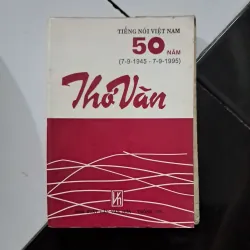 TIẾNG NÓI VIỆT NAM
50 NĂM
(7-9-1945 - 7-9-1995)
Thơ Văn